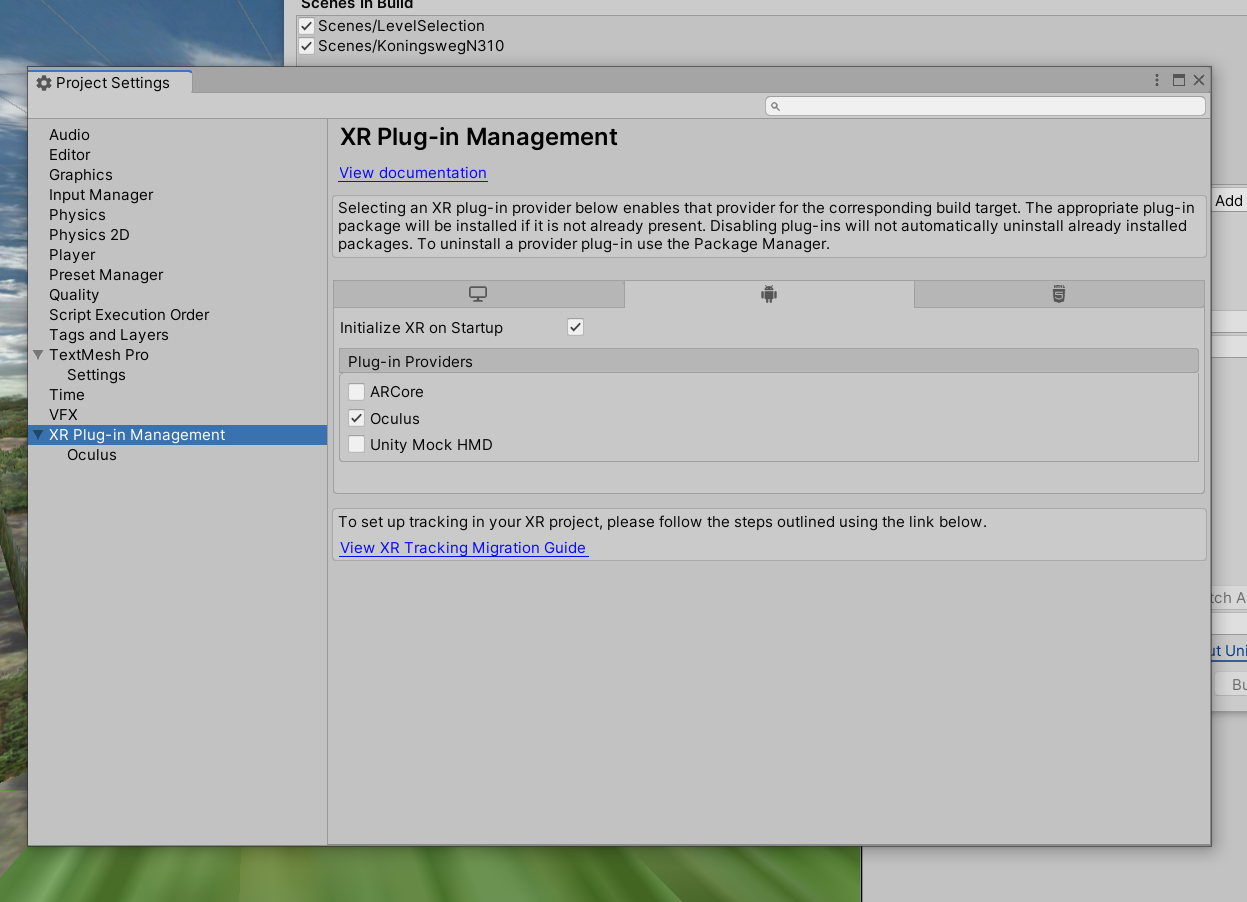 Scenes In Build
Scenes/LevelSelection
Scenes/KoningswegN310
Project Settings
Audio
Editor
Graphics
Input Manager
Physics
Physics 2D
Player
Preset Manager
Quality
Script Execution Order
Tags and Layers
TextMesh Pro
Settings
Time
VFX
XR Plug-in Management
Oculus
XR Plug-in Management
View documentation
Selecting an XR plug-in provider below enables that provider for the corresponding build target. The appropriate plug-in
package will be installed if it is not already present. Disabling plug-ins will not automatically uninstall already installed
packages. To uninstall a provider plug-in use the Package Manager.
Initialize XR on Startup
Plug-in Providers
ARCore
Oculus
Unity Mock HMD
To set up tracking in your XR project, please follow the steps outlined using the link below.
View XR Tracking Migration Guide
Add
tch A
ut Uni
Bu